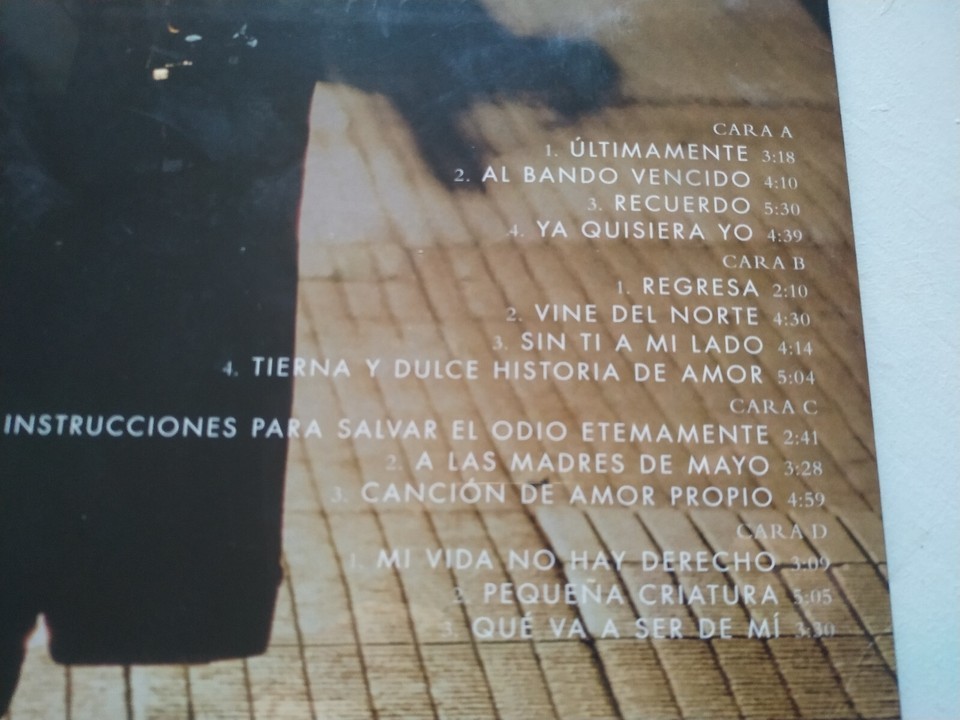 CARA A
1. ÚLTIMAMENTE 3:18
2. AL BANDO VENCIDO 4:10
3. RECUERDO 5:30
4. YA QUISIERA YO 4:39
CARA B
1. REGRESA 2:10
2. VINE DEL NORTE 4:30
3. SIN TI A MI LADO 4:14
4. TIERNA Y DULCE HISTORIA DE AMOR 5:04
CARA C
INSTRUCCIONES PARA SALVAR EL ODIO ETEMAMENTE 2:41
2. A LAS MADRES DE MAYO 3:28
3. CANCIÓN DE AMOR PROPIO 4:59
CARA D
1. MI VIDA NO HAY DERECHO 3:09
2. PEQUEÑA CRIATURA 5:05
3. QUÉ VA A SER DE MÍ 3:30